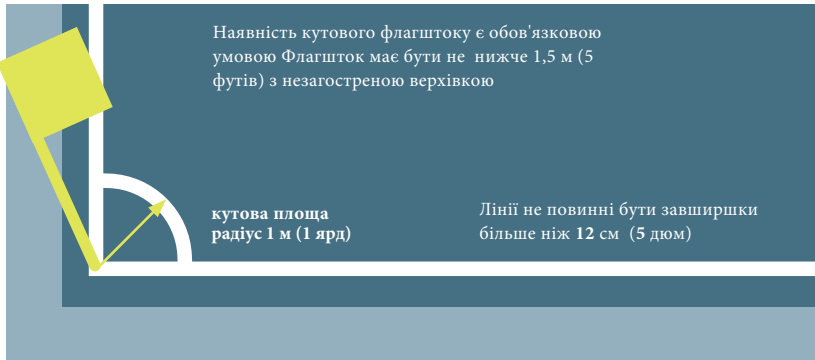 Наявність кутового флагштоку є обов'язковою
умовою Флагшток має бути не нижче 1,5 м (5
футів) з незагостреною верхівкою
кутова площа
радіус 1 м (1 ярд)
Лінії не повинні бути завширшки
більше ніж 12 см (5 дюм)